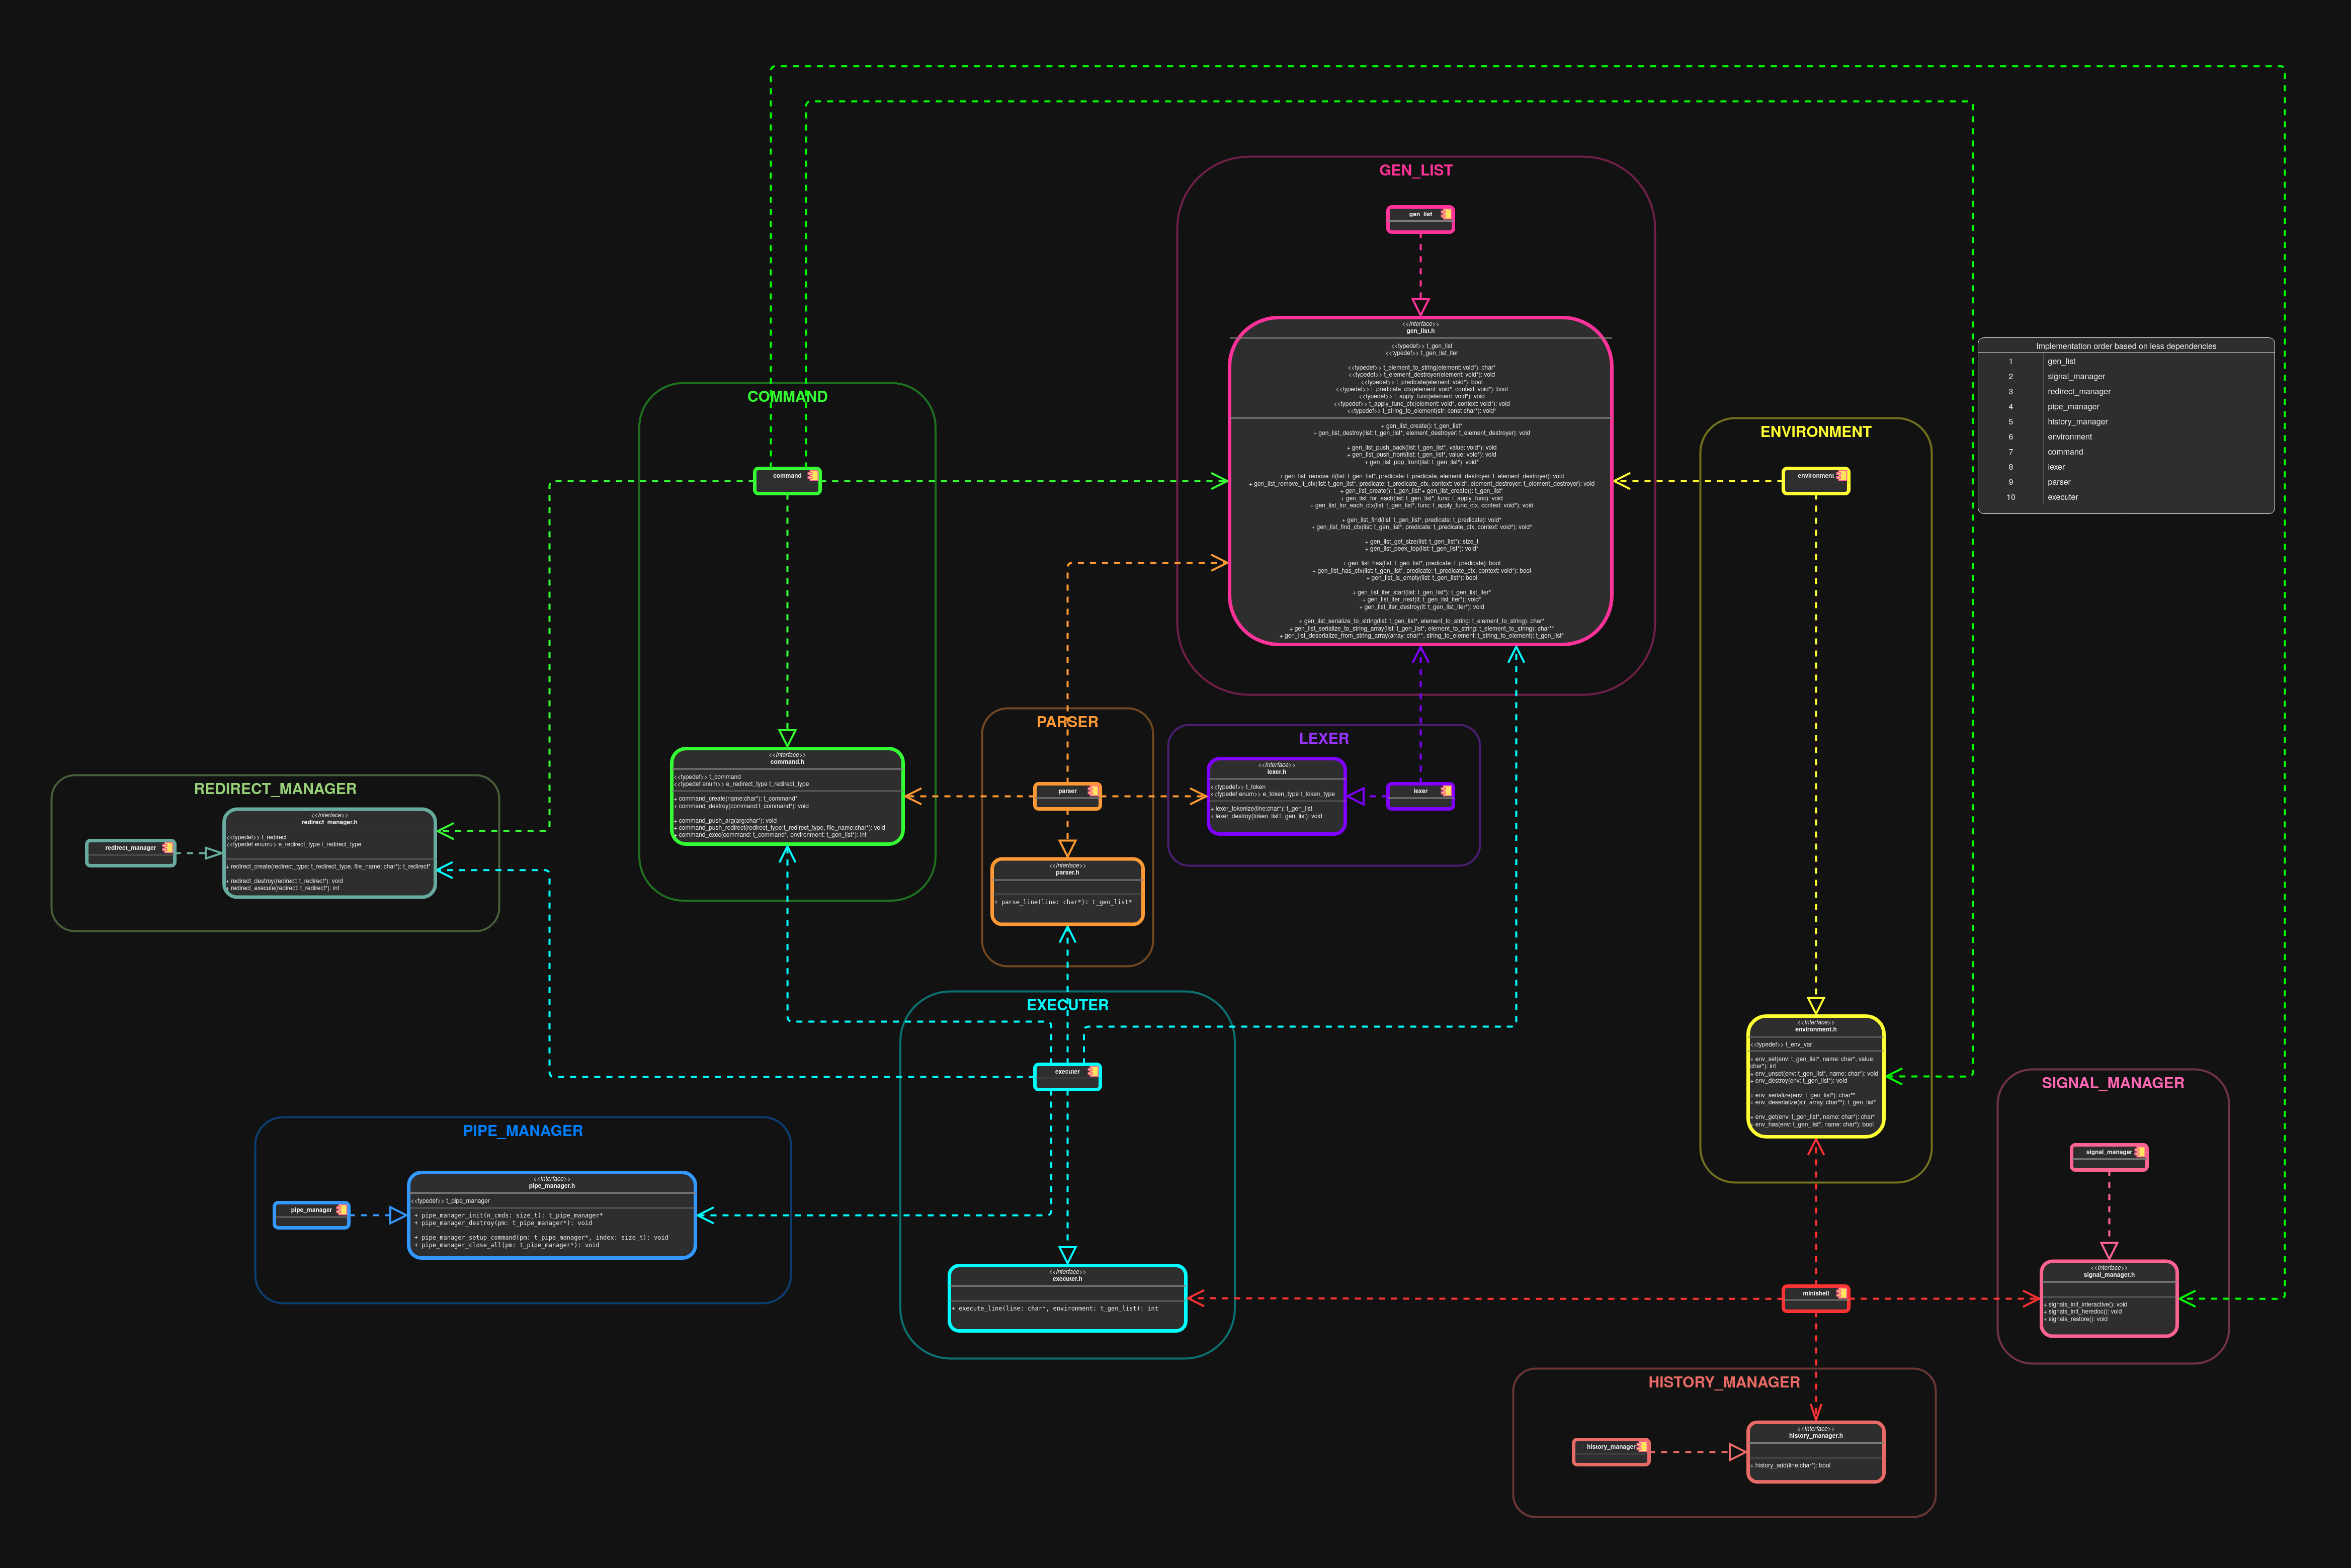 GEN_LIST
gen_list
<<Interface>>
gen_list.h
<<typedef>> t_gen_list
<<typedef>> t_gen_list_iter
<<typedef>> t_element_to_string(element: void*): char*
<<typedef>> t_element_destroyer(element: void*): void
<<typedef>> t_predicate(element: void*): bool
<<typedef>> t_predicate_ctx(element: void*, context: void*): bool
<<typedef>> t_apply_func(element: void*): void
<<typedef>> t_apply_func_ctx(element: void*, context: void*): void
<<typedef>> t_string_to_element(str: const char*): void*
+ gen_list_create(): t_gen_list*
+ gen_list_destroy(list: t_gen_list*, element_destroyer: t_element_destroyer): void
+ gen_list_push_back(list: t_gen_list*, value: void*): void
+ gen_list_push_front(list: t_gen_list*, value: void*): void
+ gen_list_pop_front(list: t_gen_list*): void*
+ gen_list_remove_if(list: t_gen_list*, predicate: t_predicate, element_destroyer: t_element_destroyer): void
+ gen_list_remove_if_ctx(list: t_gen_list*, predicate: t_predicate_ctx, context: void*, element_destroyer: t_element_destroyer): void
+ gen_list_create(): t_gen_list*+ gen_list_create(): t_gen_list*
+ gen_list_for_each(list: t_gen_list*, func: t_apply_func): void
+ gen_list_for_each_ctx(list: t_gen_list*, func: t_apply_func_ctx, context: void*): void
+ gen_list_find(list: t_gen_list*, predicate: t_predicate): void*
+ gen_list_find_ctx(list: t_gen_list*, predicate: t_predicate_ctx, context: void*): void*
+ gen_list_get_size(list: t_gen_list*): size_t
+ gen_list_peek_top(list: t_gen_list*): void*
+ gen_list_has(list: t_gen_list*, predicate: t_predicate): bool
+ gen_list_has_ctx(list: t_gen_list*, predicate: t_predicate_ctx, context: void*): bool
+ gen_list_is_empty(list: t_gen_list*): bool
+ gen_list_iter_start(list: t_gen_list*): t_gen_list_iter*
+ gen_list_iter_next(it: t_gen_list_iter*): void*
+ gen_list_iter_destroy(it: t_gen_list_iter*): void
+ gen_list_serialize_to_string(list: t_gen_list*, element_to_string: t_element_to_string): char*
+ gen_list_serialize_to_string_array(list: t_gen_list*, element_to_string: t_element_to_string): char**
+ gen_list_deserialize_from_string_array(array: char**, string_to_element: t_string_to_element): t_gen_list*
Implementation order based on less dependencies
1 gen_list
2 signal_manager
3 redirect_manager
4 pipe_manager
5 history_manager
6 environment
7 command
8 lexer
9 parser
10 executer
COMMAND
command
<<Interface>>
command.h
<<typedef>> t_command
<<typedef enum>> e_redirect_type t_redirect_type
+ command_create(name:char*): t_command*
+ command_destroy(command:t_command*): void
+ command_push_arg(arg:char*): void
+ command_push_redirect(redirect_type:t_redirect_type, file_name:char*): void
+ command_exec(command: t_command*, environment: t_gen_list*): int
ENVIRONMENT
environment
<<Interface>>
environment.h
<<typedef>> t_env_var
+ env_set(env: t_gen_list*, name: char*, value:
char*): int
+ env_unset(env: t_gen_list*, name: char*): void
+ env_destroy(env: t_gen_list*): void
+ env_serialize(env: t_gen_list*): char**
+ env_deserialize(str_array: char**): t_gen_list*
+ env_get(env: t_gen_list*, name: char*): char*
+ env_has(env: t_gen_list*, name: char*): bool
PARSER
parser
<<Interface>>
parser.h
+ parse_line(line: char*): t_gen_list*
LEXER
<<Interface>>
lexer.h
<<typedef>> t_token
<<typedef enum>> e_token_type t_token_type
+ lexer_tokenize(line:char*): t_gen_list
+ lexer_destroy(token_list:t_gen_list): void
lexer
REDIRECT_MANAGER
redirect_manager
<<Interface>>
redirect_manager.h
<<typedef>> t_redirect
<<typedef enum>> e_redirect_type t_redirect_type
+ redirect_create(redirect_type: t_redirect_type, file_name: char*): t_redirect*
+ redirect_destroy(redirect: t_redirect*): void
+ redirect_execute(redirect: t_redirect*): int
EXECUTER
executer
<<Interface>>
executer.h
+ execute_line(line: char*, environment: t_gen_list): int
PIPE_MANAGER
pipe_manager
<<Interface>>
pipe_manager.h
<<typedef>> t_pipe_manager
+ pipe_manager_init(n_cmds: size_t): t_pipe_manager*
+ pipe_manager_destroy(pm: t_pipe_manager*): void
+ pipe_manager_setup_command(pm: t_pipe_manager*, index: size_t): void
+ pipe_manager_close_all(pm: t_pipe_manager*): void
SIGNAL_MANAGER
signal_manager
<<Interface>>
signal_manager.h
+ signals_init_interactive(): void
+ signals_init_heredoc(): void
+ signals_restore(): void
minishell
HISTORY_MANAGER
history_manager
<<Interface>>
history_manager.h
+ history_add(line:char*): bool